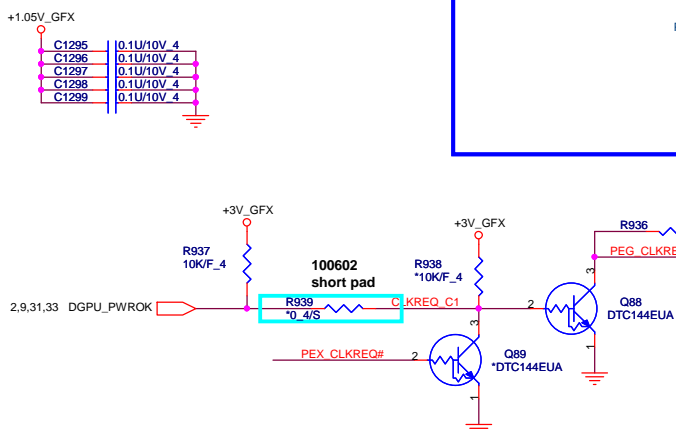 +1.05V_GFX
C1295 0.1U/10V_4
C1296 0.1U/10V_4
C1297 0.1U/10V_4
C1298 0.1U/10V_4
C1299 0.1U/10V_4
+3V_GFX
+3V_GFX
R936
R937
10K/F_4
100602
short pad
R938
*10K/F_4
PEG_CLKRE
3
2,9,31,33 DGPU_PWROK
R939
*0_4/S
CLKREQ_C1
2
Q88
DTC144EUA
3
1
PEX_CLKREQ#
2
Q89
*DTC144EUA
1